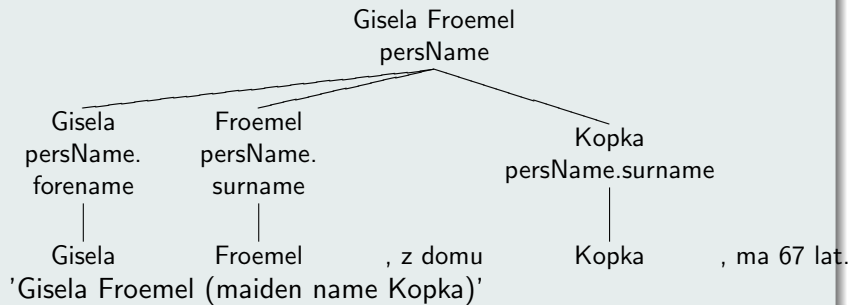 Gisela Froemel
persName
Gisela
persName.
forename
Froemel
persName.
surname
Kopka
persName.surname
Gisela Froemel , z domu Kopka , ma 67 lat.
'Gisela Froemel (maiden name Kopka)'